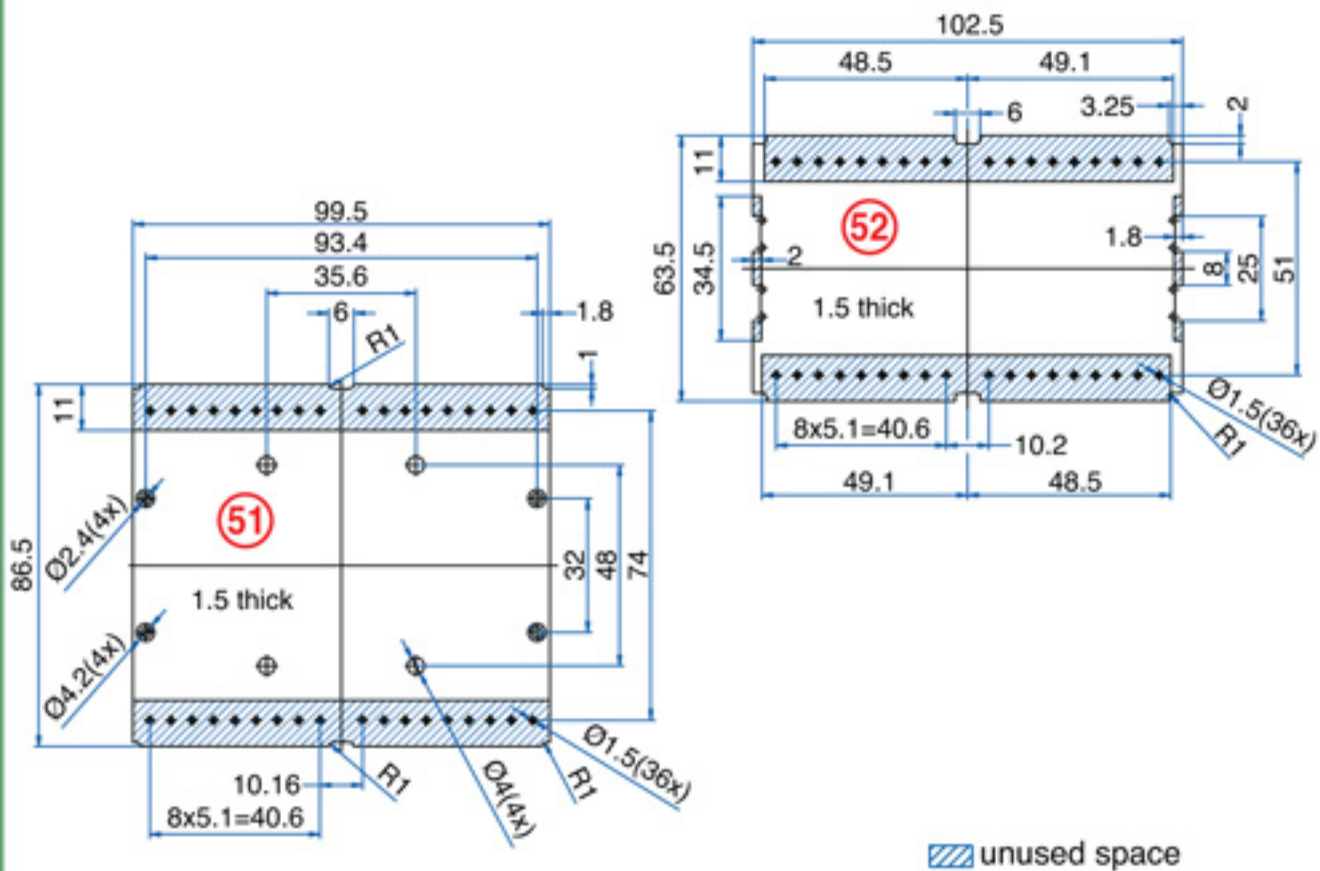 102.5
48.5
49.1
6
3.25
2
11
63.5
34.5
52
2
1.8
8
25
51
1.5 thick
8x5.1=40.6
10.2
Ø1.5(36x)
R1
49.1
48.5
99.5
93.4
35.6
6
1.8
R1
1
11
86.5
Ø2.4(4x)
51
32
48
74
1.5 thick
Ø4,2(4x)
10.16
R1
Ø4(4x)
R1
Ø1.5(36x)
8x5.1=40.6
unused space